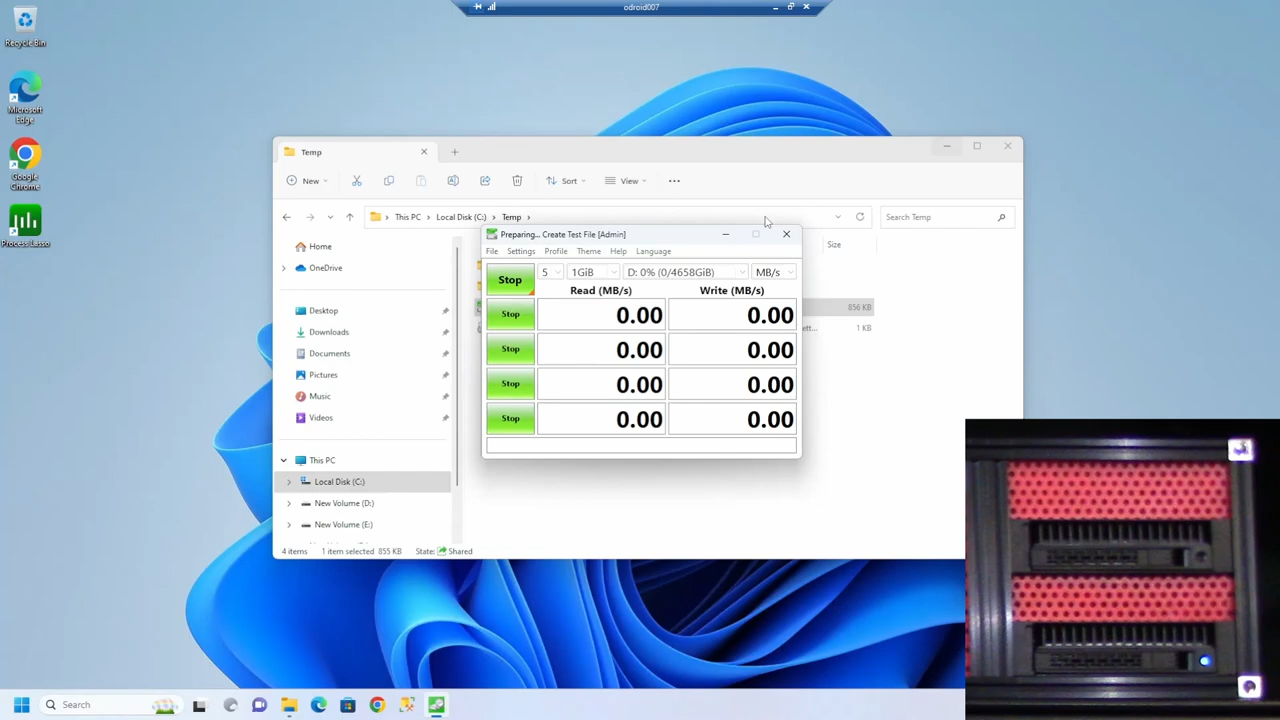 odroid007
Recycle Bin
Microsoft
Edge
Google
Chrome
Process Lasso
Temp
New
Sort
View
This PC
Local Disk (C:)
Temp
Search Temp
Home
OneDrive
Desktop
Downloads
Documents
Pictures
Music
Videos
This PC
Local Disk (C:)
New Volume (D:)
New Volume (E:)
Size
856 KB
1 KB
4 items
1 item selected 855 KB
State:
Shared
Preparing... Create Test File [Admin]
File
Settings
Profile
Theme
Help
Language
Stop
5
1GiB
D: 0% (0/4658GiB)
MB/s
Read (MB/s)
Write (MB/s)
Stop
0.00
0.00
Stop
0.00
0.00
Stop
0.00
0.00
Stop
0.00
0.00
Search